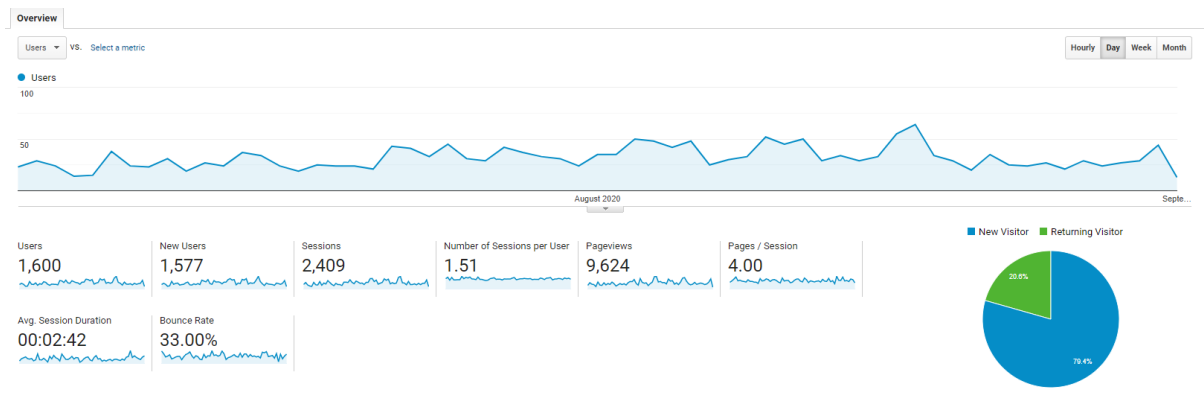 Overview
Users VS. Select a metric
Hourly Day Week Month
Users
100
50
August 2020
Septe...
New Visitor Returning Visitor
Users
1,600
New Users
1,577
Sessions
2,409
Number of Sessions per User
1.51
Pageviews
9,624
Pages / Session
4.00
Avg. Session Duration
00:02:42
Bounce Rate
33.00%
20.6%
79.4%